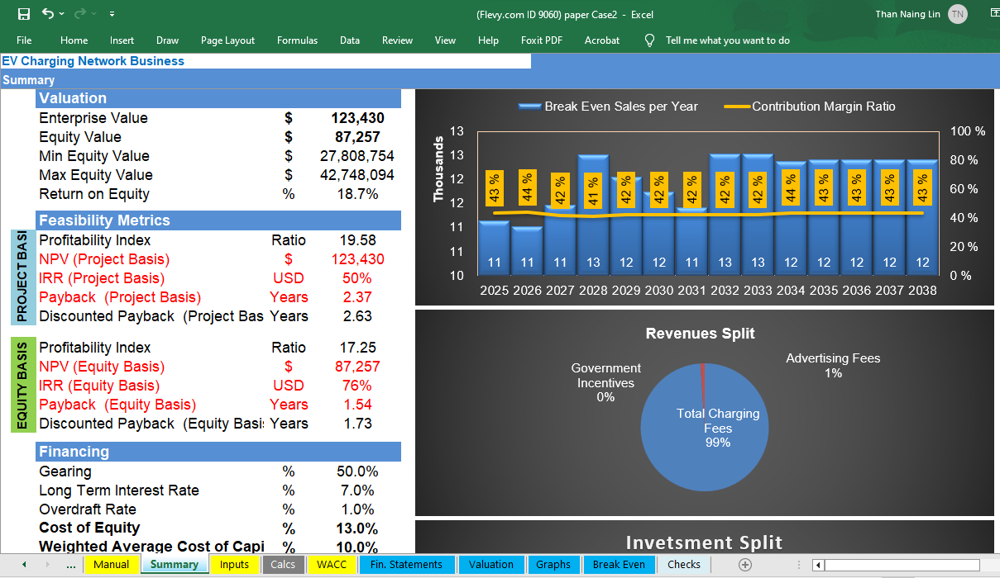 (Flevy.com ID 9060) paper Case2 - Excel
Than Naing Lin TN
File Home Insert Draw Page Layout Formulas Data Review View Help Foxit PDF Acrobat Tell me what you want to do
EV Charging Network Business
Summary
Valuation
Enterprise Value $ 123,430
Equity Value $ 87,257
Min Equity Value $ 27,808,754
Max Equity Value $ 42,748,094
Return on Equity % 18.7%
Feasibility Metrics
PROJECT BASI
Profitability Index Ratio 19.58
NPV (Project Basis) $ 123,430
IRR (Project Basis) USD 50%
Payback (Project Basis) Years 2.37
Discounted Payback (Project Bas Years 2.63
EQUITY BASIS
Profitability Index Ratio 17.25
NPV (Equity Basis) $ 87,257
IRR (Equity Basis) USD 76%
Payback (Equity Basis) Years 1.54
Discounted Payback (Equity Basi Years 1.73
Financing
Gearing % 50.0%
Long Term Interest Rate % 7.0%
Overdraft Rate % 1.0%
Cost of Equity % 13.0%
Weighted Average Cost of Capi % 10.0%
Break Even Sales per Year Contribution Margin Ratio
Thousands
13
13
12
12
11
11
10
100 %
80 %
60 %
40 %
20 %
0 %
43 % 44 % 42 % 41 % 42 % 42 % 42 % 42 % 42 % 44 % 43 % 43 % 43 % 43 %
11 11 11 13 12 12 11 13 13 12 12 12 12 12
2025 2026 2027 2028 2029 2030 2031 2032 2033 2034 2035 2036 2037 2038
Revenues Split
Government
Incentives
0%
Advertising Fees
1%
Total Charging
Fees
99%
Invetsment Split
... Manual Summary Inputs Calcs WACC Fin. Statements Valuation Graphs Break Even Checks